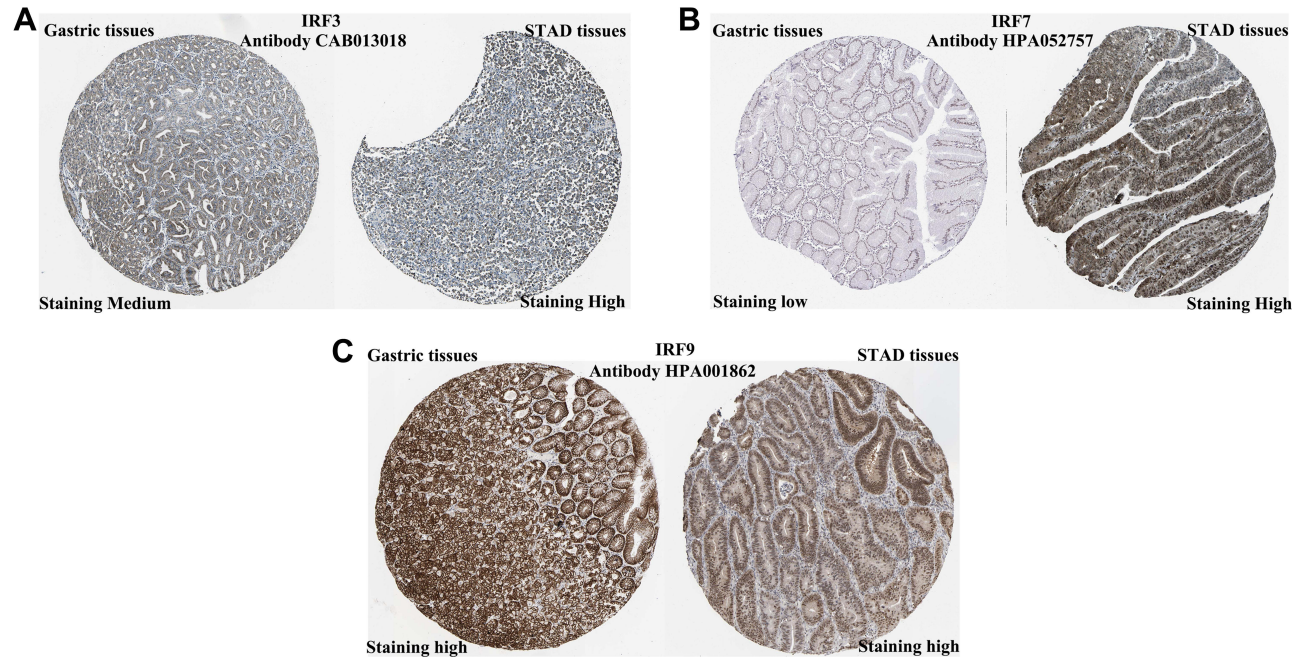 A
Gastric tissues
IRF3
Antibody CAB013018
STAD tissues
Staining Medium
Staining High
B
Gastric tissues
IRF7
Antibody HPA052757
STAD tissues
Staining low
Staining High
C
Gastric tissues
IRF9
Antibody HPA001862
STAD tissues
Staining high
Staining high